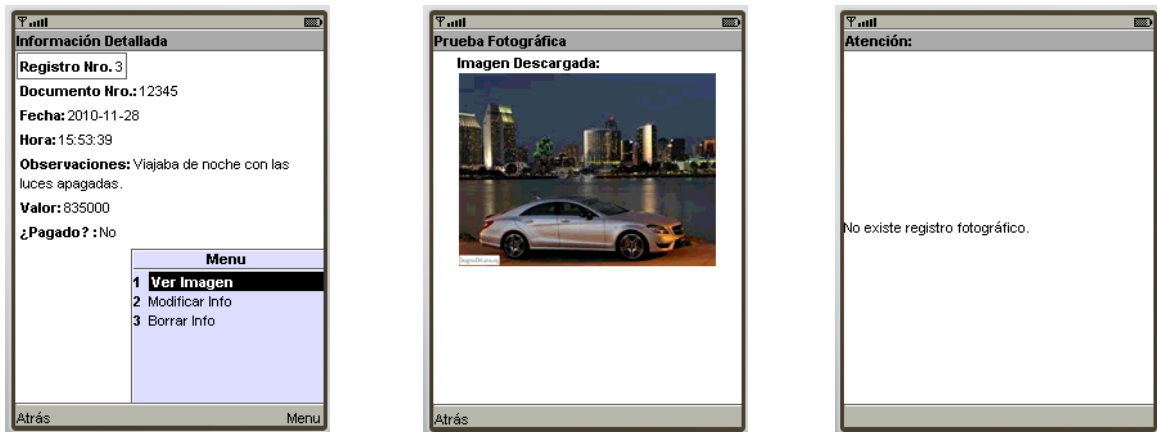 Información Detallada
Registro Nro. 3
Documento Nro.: 12345
Fecha: 2010-11-28
Hora: 15:53:39
Observaciones: Viajaba de noche con las
luces apagadas.
Valor: 835000
¿Pagado? : No
Menu
1 Ver Imagen
2 Modificar Info
3 Borrar Info
Atrás Menu
Prueba Fotográfica
Imagen Descargada:
Atrás
Atención:
No existe registro fotográfico.